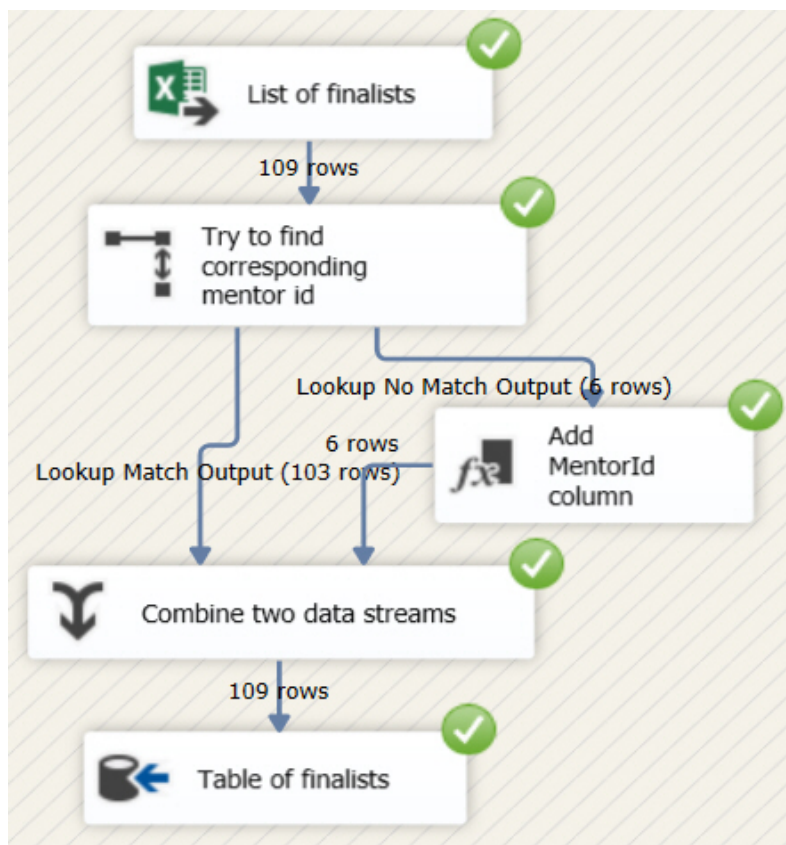 List of finalists
109 rows
Try to find
corresponding
mentor id
Lookup No Match Output (6 rows)
Add
MentorId
column
6 rows
Lookup Match Output (103 rows)
Combine two data streams
109 rows
Table of finalists